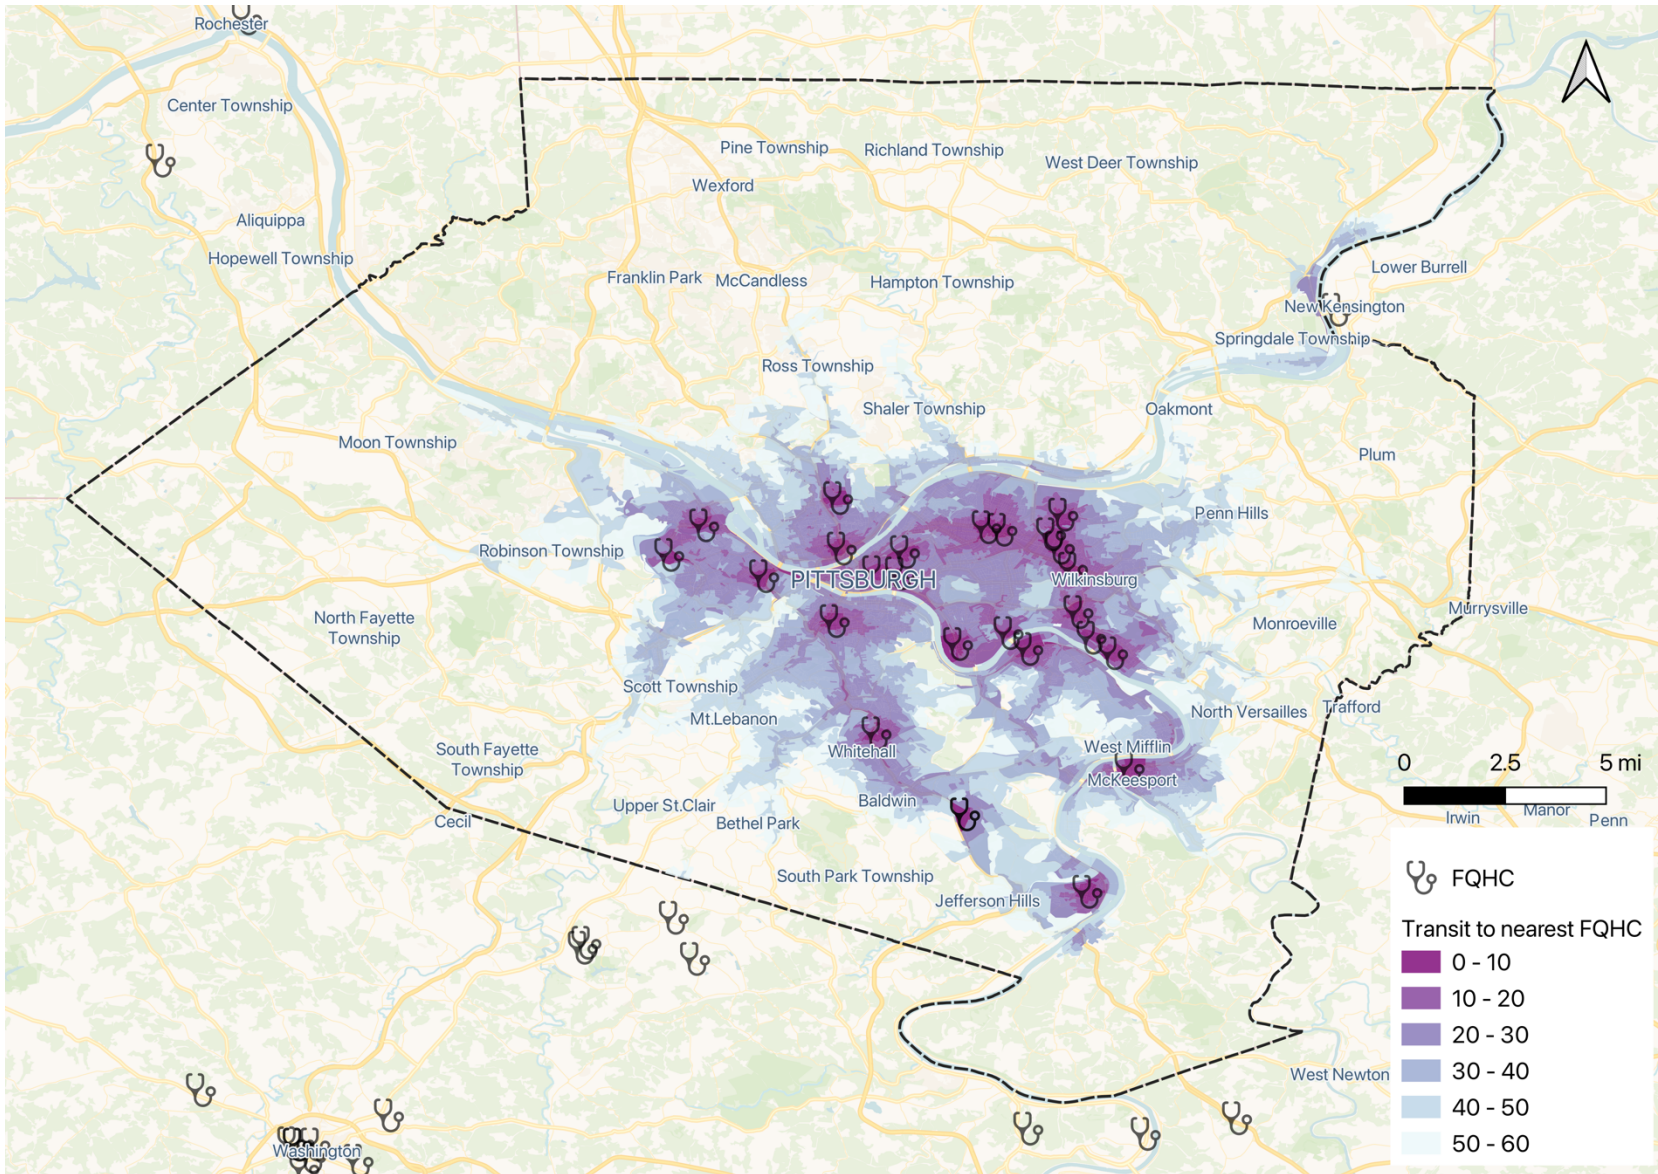 Rochester
Center Township
Pine Township
Richland Township
West Deer Township
Wexford
Aliquippa
Hopewell Township
Franklin Park
McCandless
Hampton Township
Lower Burrell
New Kensington
Springdale Township
Ross Township
Shaler Township
Oakmont
Moon Township
Plum
Penn Hills
Robinson Township
PITTSBURGH
Wilkinsburg
North Fayette
Township
Monroeville
Murrysville
Scott Township
Mt.Lebanon
North Versailles
Trafford
South Fayette
Township
Whitehall
West Mifflin
McKeesport
0 2.5 5 mi
Upper St.Clair
Baldwin
Cecil
Bethel Park
Irwin
Manor
Penn
South Park Township
Jefferson Hills
FQHC
Transit to nearest FQHC
0 - 10
10 - 20
20 - 30
30 - 40
40 - 50
50 - 60
West Newton
Washington